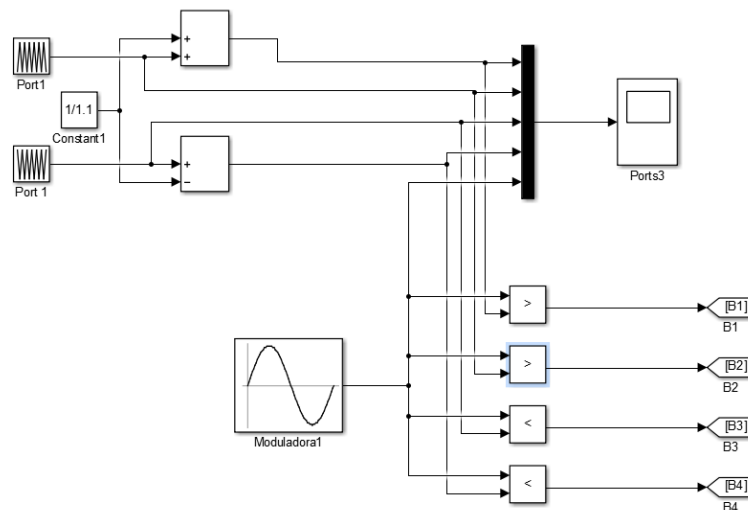 +
+
Port1
1/1.1
Constant1
+
−
Port 1
Ports3
>
[B1]
B1
>
[B2]
B2
Moduladora1
<
[B3]
B3
<
[B4]
B4